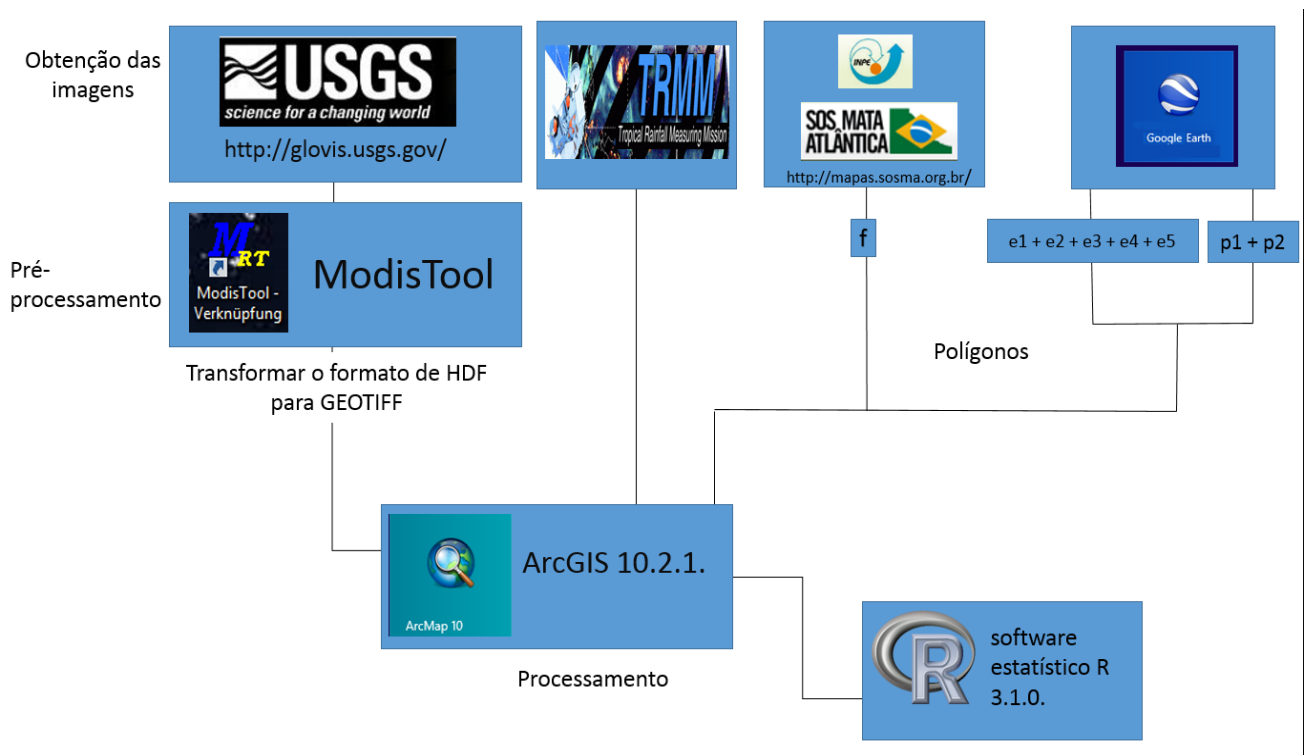 Obtenção das
imagens
USGS
science for a changing world
http://glovis.usgs.gov/
TRMM
Tropical Rainfall Measuring Mission
INPE
SOS MATA
ATLÂNTICA
http://mapas.sosma.org.br/
Google Earth
f
e1 + e2 + e3 + e4 + e5
p1 + p2
Pré-
processamento
MRT
ModisTool -
Verknüpfung
ModisTool
Transformar o formato de HDF
para GEOTIFF
Polígonos
ArcMap 10
ArcGIS 10.2.1.
Processamento
R
software
estatístico R
3.1.0.